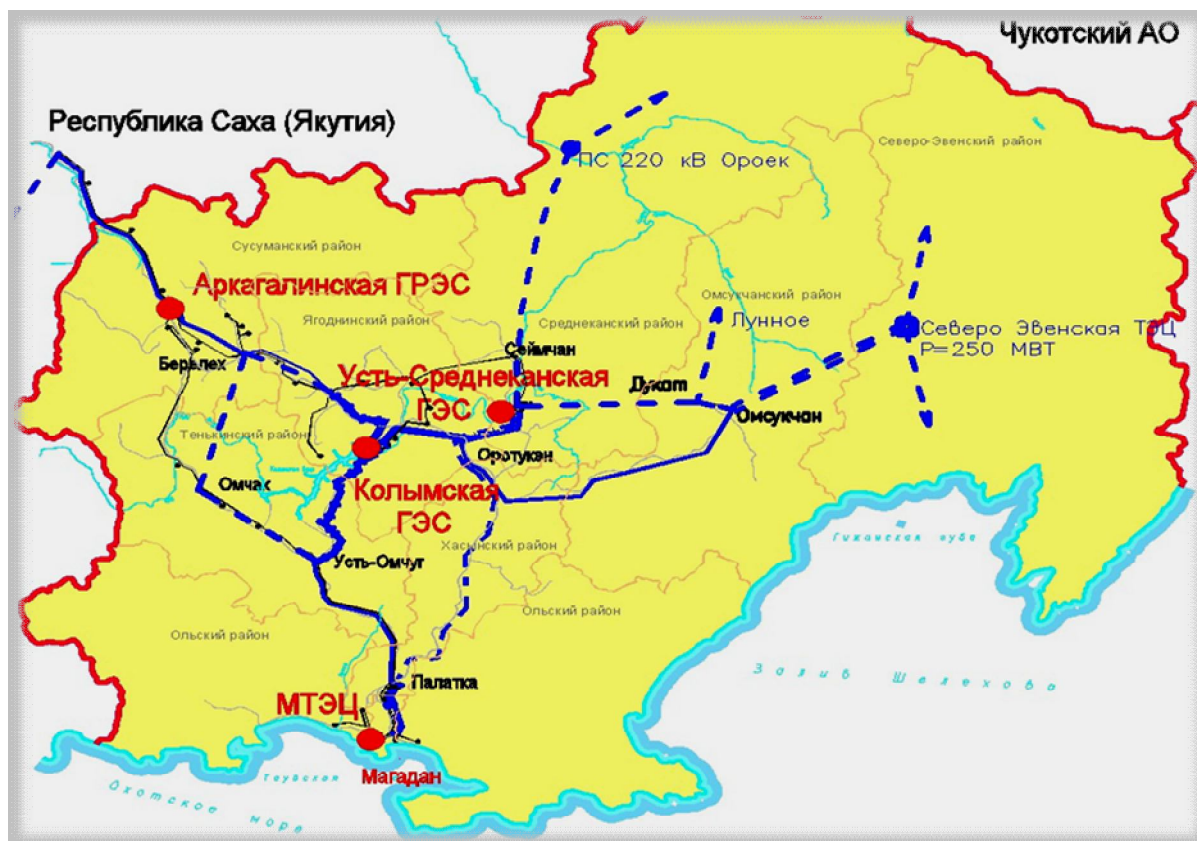 Чукотский АО
Республика Саха (Якутия)
Северо-Эвенский район
ПС 220 кВ Ороек
Сусуманский район
Аркагалинская ГРЭС
Омсукчанский район
Ягоднинский район
Среднеканский район
Лунное
Северо Эвенская ТЭЦ
Р=250 МВТ
Сеймчан
Берелех
Усть-Среднеканская
ГЭС
Дукат
Омсукчан
Тенькинский район
Оротукан
Омчак
Колымская
ГЭС
Хасынский район
Гижигинская губа
Усть-Омчуг
Ольский район
Ольский район
Залив Шелехова
Палатка
МТЭЦ
Магадан
Охотское море